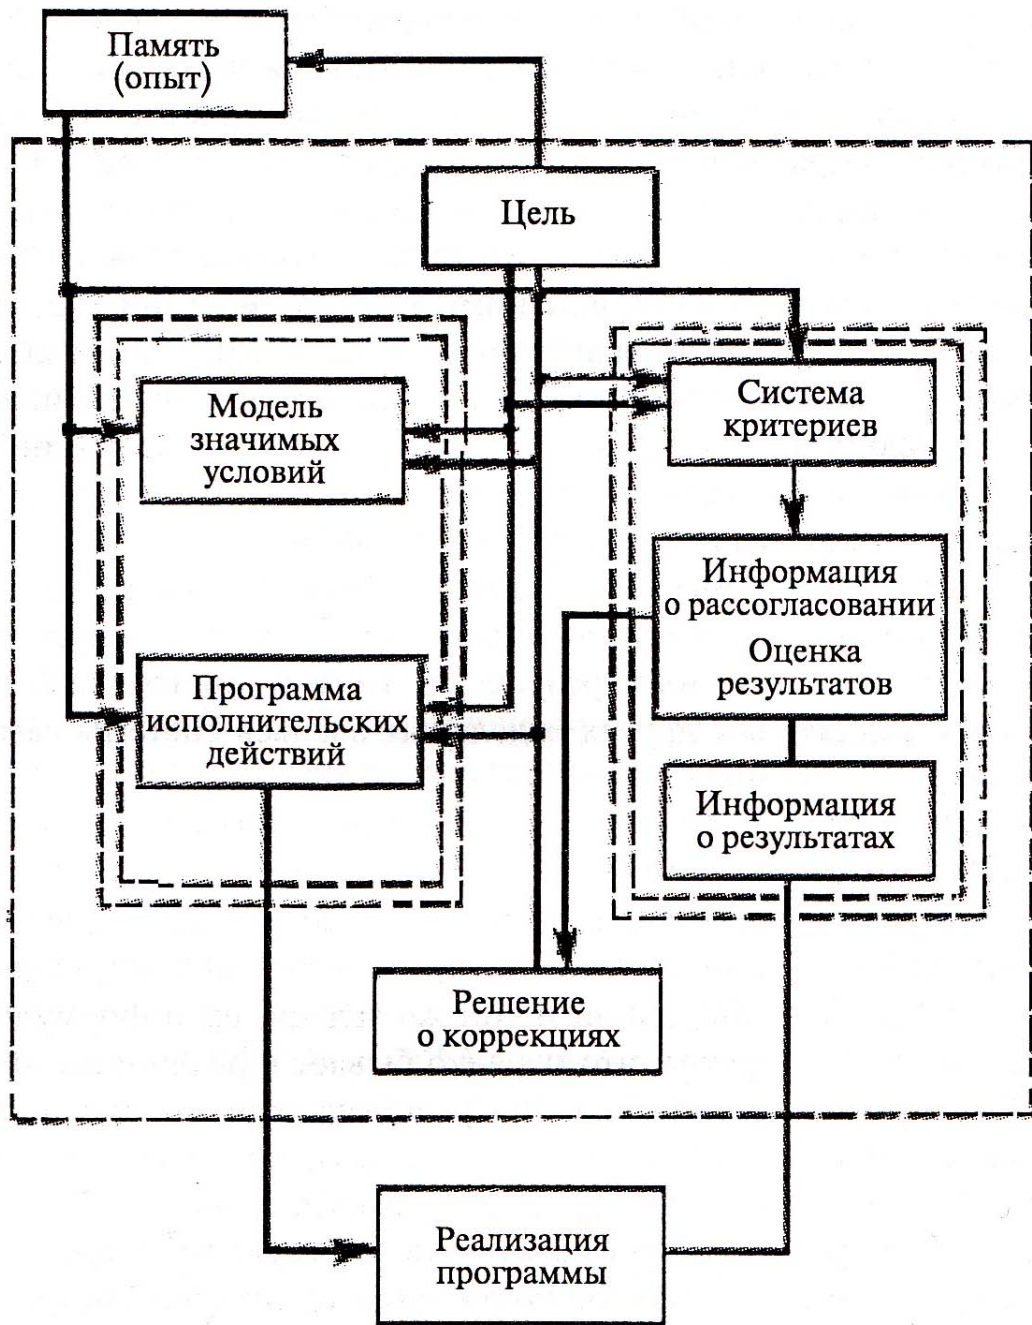 Память
(опыт)
Цель
Модель
значимых
условий
Система
критериев
Информация
о рассогласовании
Оценка
результатов
Программа
исполнительских
действий
Информация
о результатах
Решение
о коррекциях
Реализация
программы